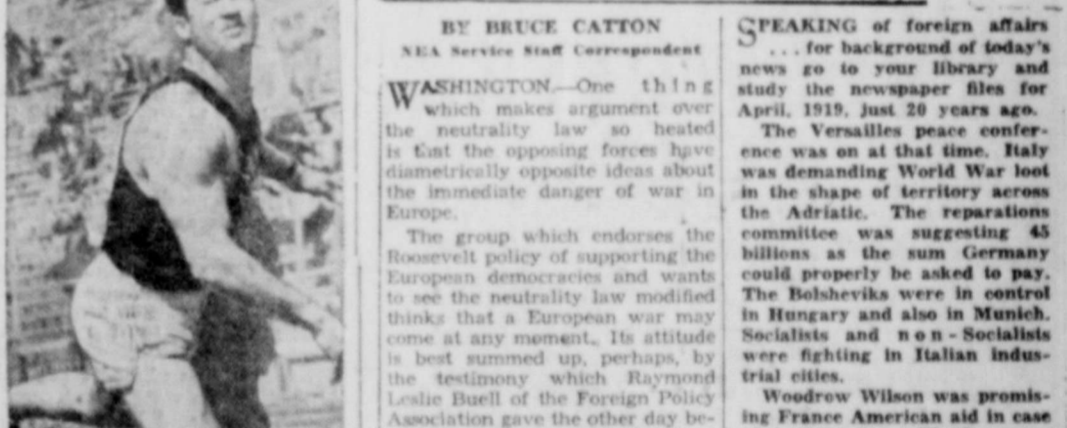 BY BRUCE CATTON
NEA Service Staff Correspondent
WASHINGTON.—One thing
which makes argument over
the neutrality law so heated
is that the opposing forces have
diametrically opposite ideas about
the immediate danger of war in
Europe.
The group which endorses the
Roosevelt policy of supporting the
European democracies and wants
to see the neutrality law modified
thinks that a European war may
come at any moment. Its attitude
is best summed up, perhaps, by
the testimony which Raymond
Leslie Buell of the Foreign Policy
Association gave the other day be-
SPEAKING of foreign affairs
... for background of today's
news go to your library and
study the newspaper files for
April, 1919, just 20 years ago.
The Versailles peace confer-
ence was on at that time. Italy
was demanding World War loot
in the shape of territory across
the Adriatic. The reparations
committee was suggesting 45
billions as the sum Germany
could properly be asked to pay.
The Bolsheviks were in control
in Hungary and also in Munich.
Socialists and non-Socialists
were fighting in Italian indus-
trial cities.
Woodrow Wilson was promis-
ing France American aid in case